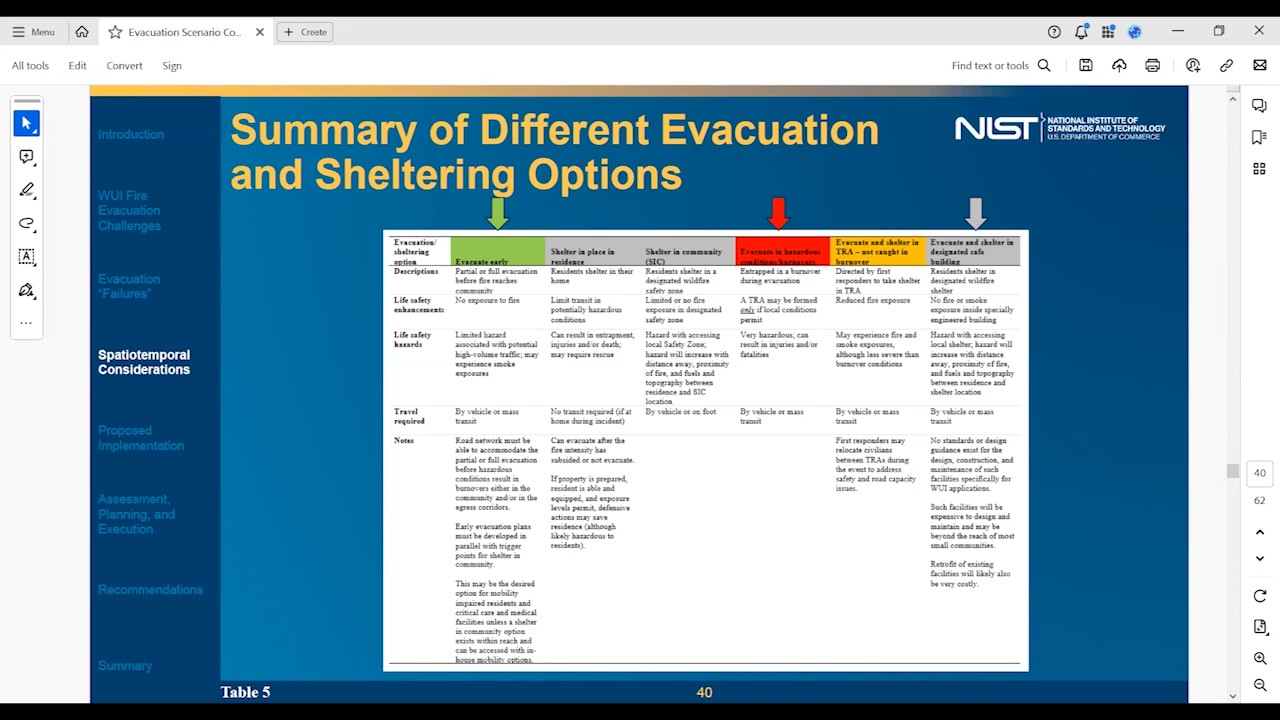 Menu
Evacuation Scenario Co...
Create
All tools
Edit
Convert
Sign
Find text or tools
Introduction
WUI Fire
Evacuation
Challenges
Evacuation
“Failures”
Spatiotemporal
Considerations
Proposed
Implementation
Assessment,
Planning, and
Execution
Recommendations
Summary
Summary of Different Evacuation
and Sheltering Options
NIST
NATIONAL INSTITUTE OF
STANDARDS AND TECHNOLOGY
U.S. DEPARTMENT OF COMMERCE
Evacuation/
sheltering
option
Evacuate early
Shelter in place in
residence
Shelter in community
(SIC)
Evacuate in hazardous
conditions/burnovers
Evacuate and shelter in
TRA – not caught in
burnover
Evacuate and shelter in
designated safe
building
Descriptions
Partial or full evacuation
before fire reaches
community
Residents shelter in their
home
Residents shelter in a
designated wildfire
safety zone
Entrapped in a burnover
during evacuation
Directed by first
responders to take shelter
in TRA
Residents shelter in
designated wildfire
shelter
Life safety
enhancements
No exposure to fire
Limit transit in
potentially hazardous
conditions
Limited or no fire
exposure in designated
safety zone
A TRA may be formed
only if local conditions
permit
Reduced fire exposure
No fire or smoke
exposure inside specially
engineered building
Life safety
hazards
Limited hazard
associated with potential
high-volume traffic; may
experience smoke
exposures
Can result in entrapment,
injuries and/or death;
may require rescue
Hazard with accessing
local Safety Zone;
hazard will increase with
distance away, proximity
of fire, and fuels and
topography between
residence and SIC
location
Very hazardous; can
result in injuries and/or
fatalities
May experience fire and
smoke exposures,
although less severe than
burnover conditions
Hazard with accessing
local shelter; hazard will
increase with distance
away, proximity of fire,
and fuels and topography
between residence and
shelter location
Travel
required
By vehicle or mass
transit
No transit required (if at
home during incident)
By vehicle or on foot
By vehicle or mass
transit
By vehicle or mass
transit
By vehicle or mass
transit
Notes
Road network must be
able to accommodate the
partial or full evacuation
before hazardous
conditions result in
burnovers either in the
community and/or in the
egress corridors.
Early evacuation plans
must be developed in
parallel with trigger
points for shelter in
community.
This may be the desired
option for mobility
impaired residents and
critical care and medical
facilities unless a shelter
in community option
exists within reach and
can be accessed with in-
house mobility options.
Can evacuate after the
fire intensity has
subsided or not evacuate.
If property is prepared,
resident is able and
equipped, and exposure
levels permit, defensive
actions may save
residence (although
likely hazardous to
residents).
First responders may
relocate civilians
between TRAs during
the event to address
safety and road capacity
issues.
No standards or design
guidance exist for the
design, construction, and
maintenance of such
facilities specifically for
WUI applications.
Such facilities will be
expensive to design and
maintain and may be
beyond the reach of most
small communities.
Retrofit of existing
facilities will likely also
be very costly.
Table 5
40
40
62